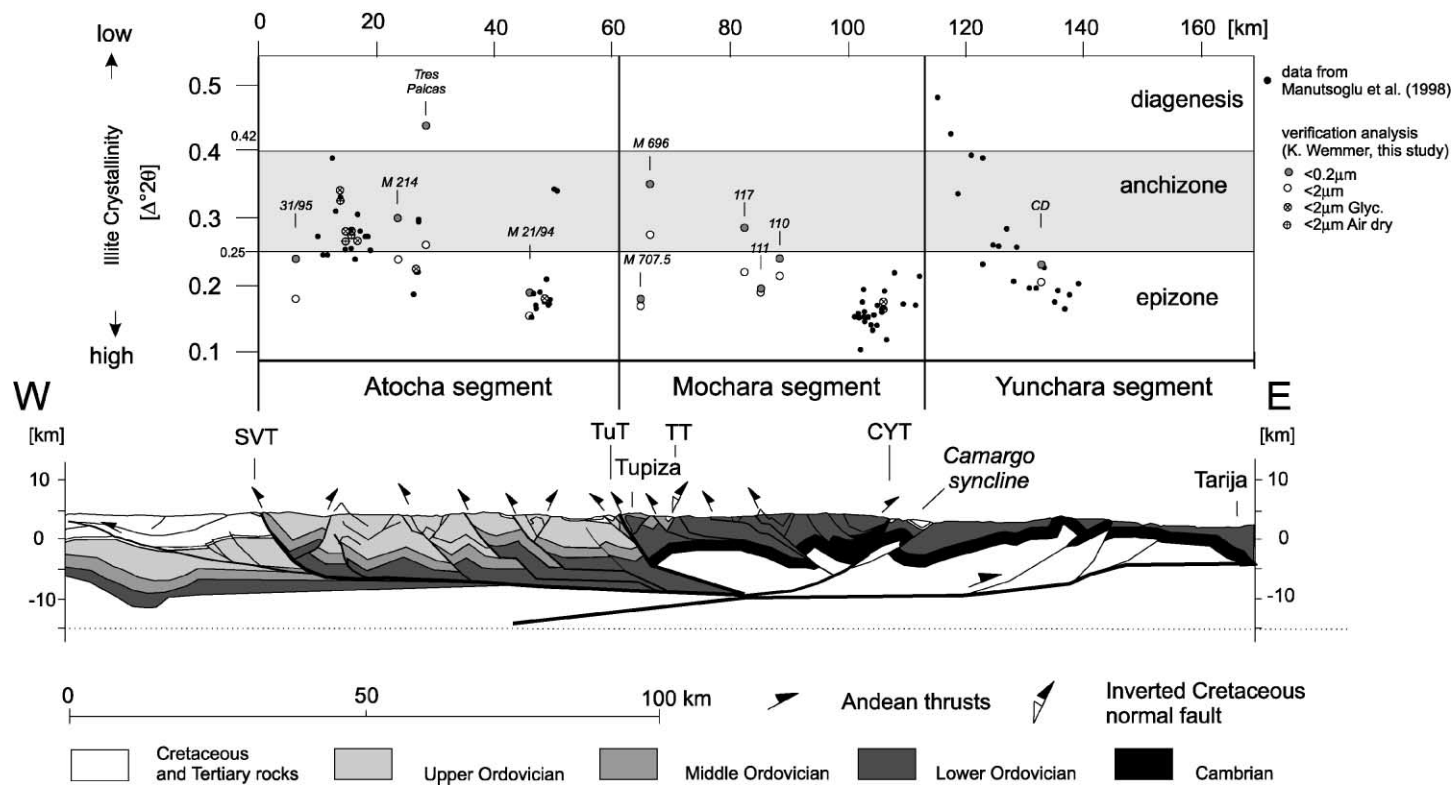 0 20 40 60 80 100 120 140 160 [km]
low
high
Illite Crystallinity
[Δ°2θ]
0.5
0.42
0.4
0.3
0.25
0.2
0.1
Tres
Palcas
31/95
M 214
M 21/94
M 696
M 707.5
117
111
110
CD
diagenesis
anchizone
epizone
data from
Manutsoglu et al. (1998)
verification analysis
(K. Wemmer, this study)
<0.2μm
<2μm
<2μm Glyc.
<2μm Air dry
Atocha segment Mochara segment Yunchara segment
W E
[km] [km]
SVT TuT TT CYT
Tupiza
Camargo
syncline
Tarija
10 10
0 0
-10 -10
0 50 100 km
Andean thrusts
Inverted Cretaceous
normal fault
Cretaceous
and Tertiary rocks
Upper Ordovician
Middle Ordovician
Lower Ordovician
Cambrian